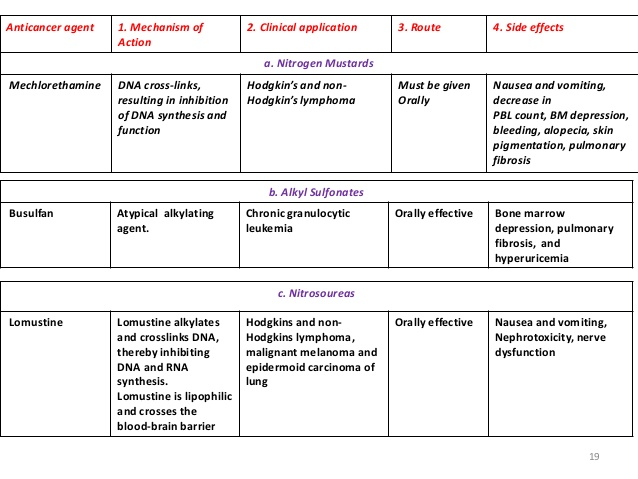 Anticancer agent
1. Mechanism of
Action
2. Clinical application
3. Route
4. Side effects
a. Nitrogen Mustards
Mechlorethamine
DNA cross-links,
resulting in inhibition
of DNA synthesis and
function
Hodgkin's and non-
Hodgkin's lymphoma
Must be given
Orally
Nausea and vomiting,
decrease in
PBL count, BM depression,
bleeding, alopecia, skin
pigmentation, pulmonary
fibrosis
b. Alkyl Sulfonates
Busulfan
Atypical alkylating
agent.
Chronic granulocytic
leukemia
Orally effective
Bone marrow
depression, pulmonary
fibrosis, and
hyperuricemia
c. Nitrosoureas
Lomustine
Lomustine alkylates
and crosslinks DNA,
thereby inhibiting
DNA and RNA
synthesis.
Lomustine is lipophilic
and crosses the
blood-brain barrier
Hodgkins and non-
Hodgkins lymphoma,
malignant melanoma and
epidermoid carcinoma of
lung
Orally effective
Nausea and vomiting,
Nephrotoxicity, nerve
dysfunction
19